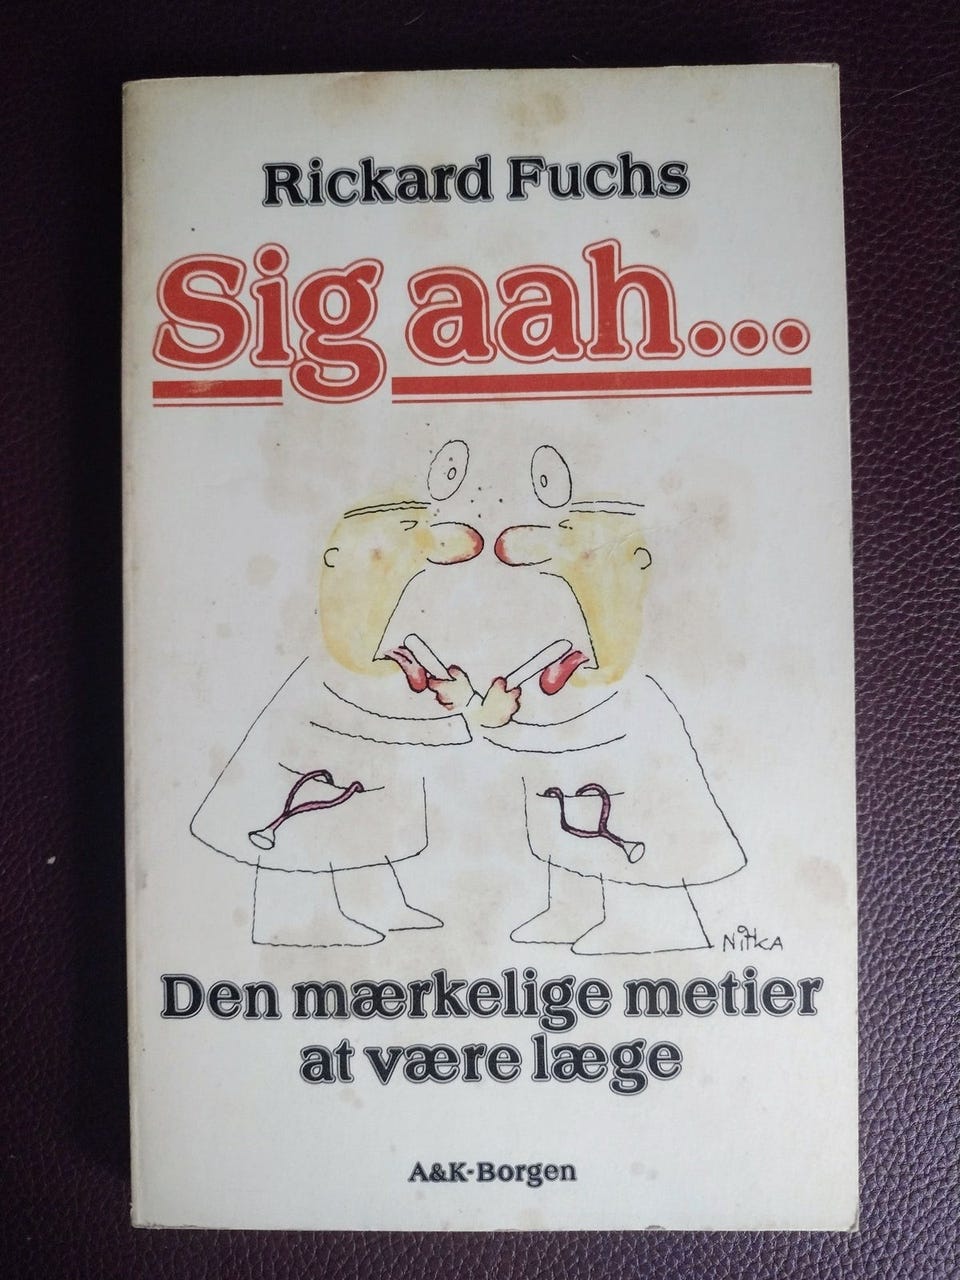 Rickard Fuchs
Sig aah...
NitKA
Den mærkelige metier
at være læge
A&K-Borgen